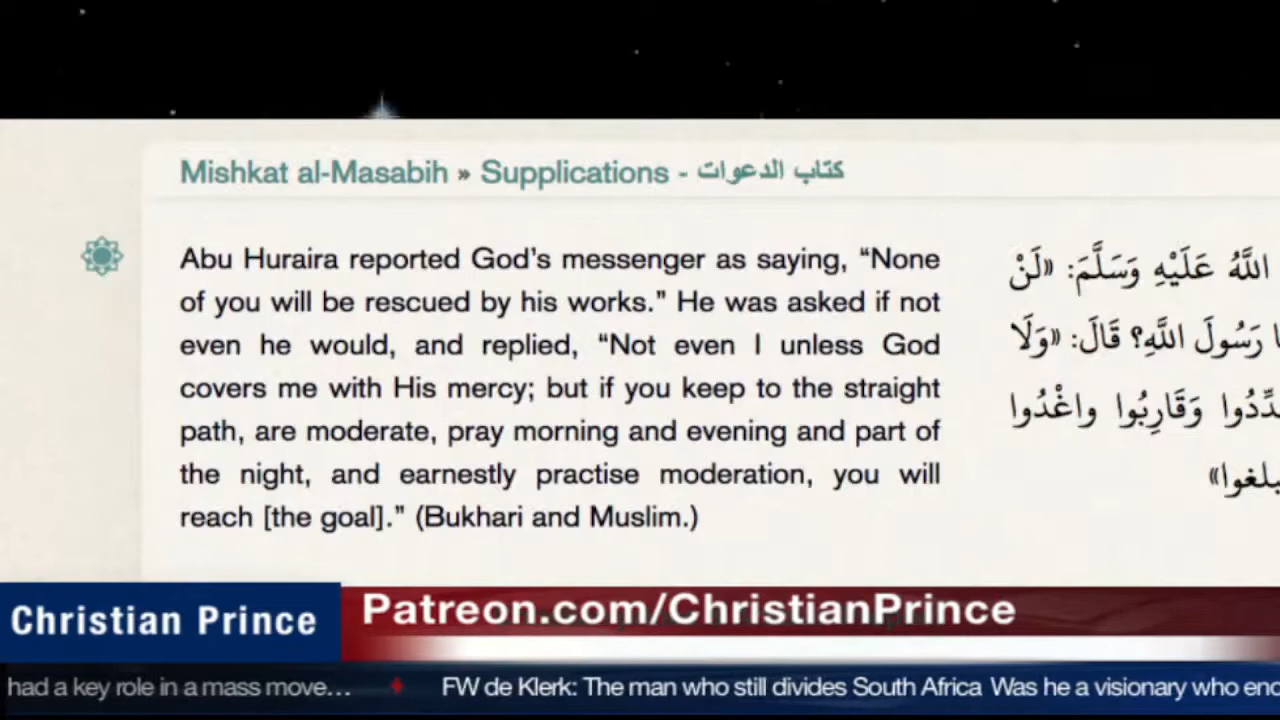 Mishkat al-Masabih » Supplications - كتاب الدعوات
Abu Huraira reported God's messenger as saying, “None
of you will be rescued by his works.” He was asked if not
even he would, and replied, “Not even I unless God
covers me with His mercy; but if you keep to the straight
path, are moderate, pray morning and evening and part of
the night, and earnestly practise moderation, you will
reach [the goal].” (Bukhari and Muslim.)
اللَّهُ عَلَيْهِ وَسَلَّمَ: «لَنْ
رَسُولَ اللَّهِ؟ قَالَ: «وَلَا
وَقَارِبُوا واغْدُوا
Christian Prince
Patreon.com/ChristianPrince
had a key role in a mass move... FW de Klerk: The man who still divides South Africa Was he a visionary who